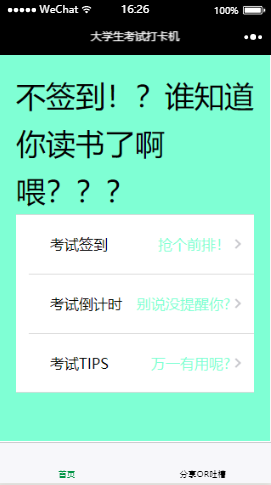 WeChat 16:26 100%
大学生考试打卡机
不签到！？谁知道
你读书了啊
喂？？？
考试签到 抢个前排！
考试倒计时 别说没提醒你?
考试TIPS 万一有用呢?
首页 分享OR吐槽